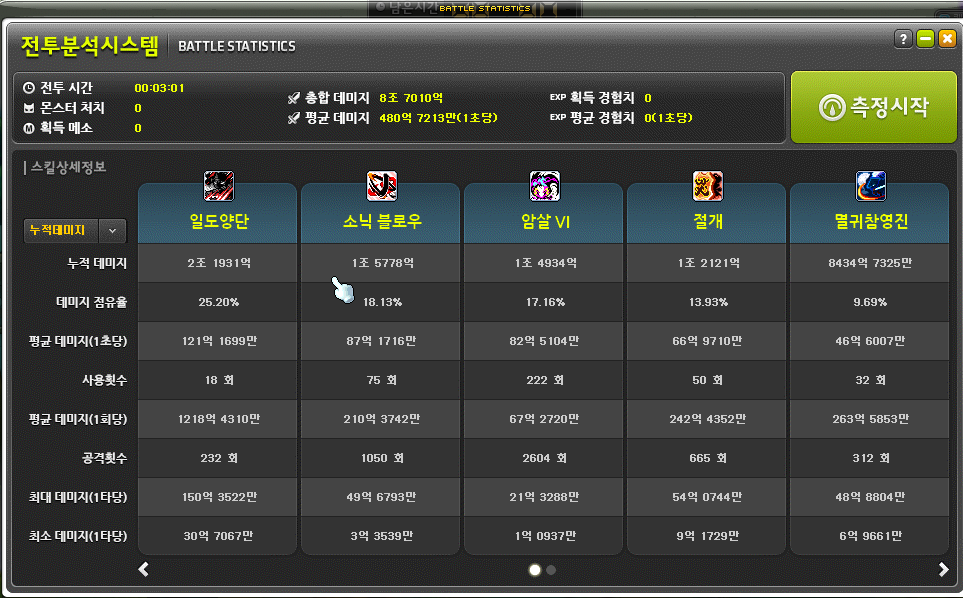 남은시간
BATTLE STATISTICS
전투분석시스템 BATTLE STATISTICS
?
전투 시간 00:03:01
몬스터 처치 0
획득 메소 0
총합 데미지 8조 7010억
평균 데미지 480억 7213만(1초당)
EXP 획득 경험치 0
EXP 평균 경험치 0(1초당)
측정시작
스킬상세정보
일도양단 소닉 블로우 암살 VI 절개 멸귀참영진
누적데미지
누적 데미지 2조 1931억 1조 5778억 1조 4934억 1조 2121억 8434억 7325만
데미지 점유율 25.20% 18.13% 17.16% 13.93% 9.69%
평균 데미지(1초당) 121억 1699만 87억 1716만 82억 5104만 66억 9710만 46억 6007만
사용횟수 18 회 75 회 222 회 50 회 32 회
평균 데미지(1회당) 1218억 4310만 210억 3742만 67억 2720만 242억 4352만 263억 5853만
공격횟수 232 회 1050 회 2604 회 665 회 312 회
최대 데미지(1타당) 150억 3522만 49억 6793만 21억 3288만 54억 0744만 48억 8804만
최소 데미지(1타당) 30억 7067만 3억 3539만 1억 0937만 9억 1729만 6억 9661만